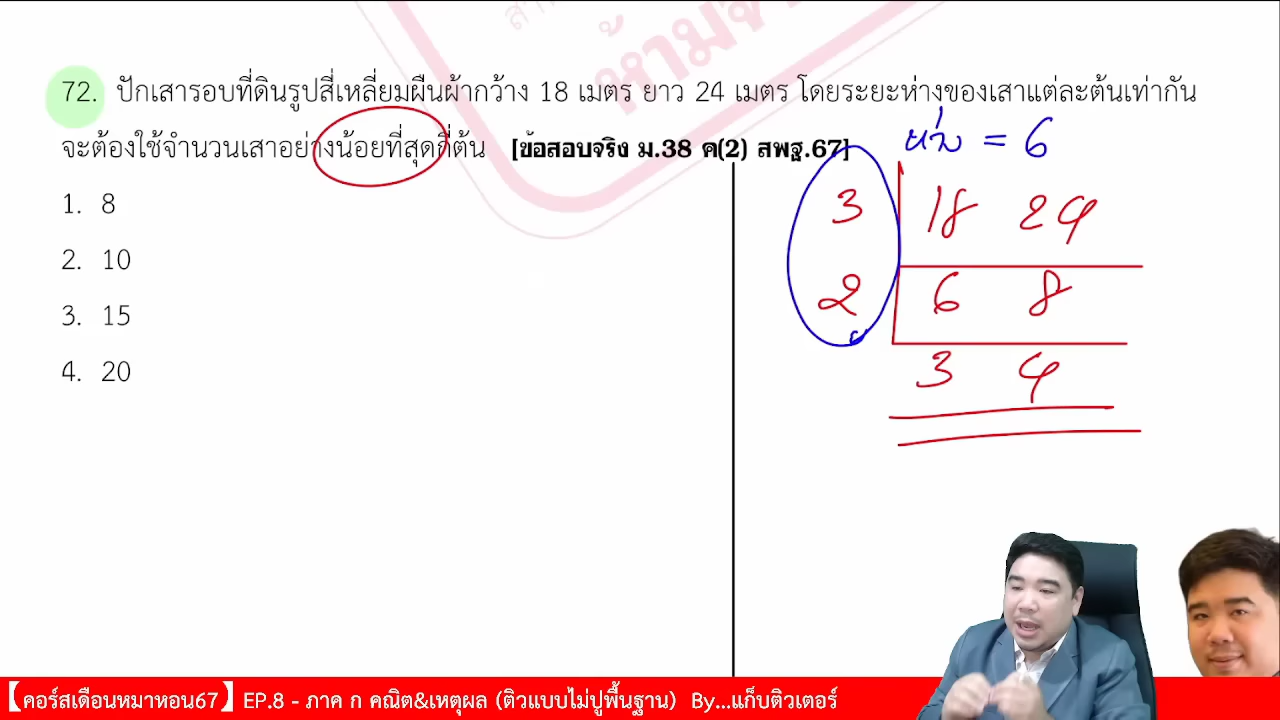 ห้าม
72. ปักเสารอบที่ดินรูปสี่เหลี่ยมผืนผ้ากว้าง 18 เมตร ยาว 24 เมตร โดยระยะห่างของเสาแต่ละต้นเท่ากัน
จะต้องใช้จำนวนเสาอย่างน้อยที่สุดกี่ต้น [ข้อสอบจริง ม.38 ค(2) สพฐ.67]
ห่าง = 6
1. 8
2. 10
3. 15
4. 20
3 18 24
2 6 8
3 4
【คอร์สเดือนหมาหอน67】 EP.8 - ภาค ก คณิต&เหตุผล (ติวแบบไม่ปูพื้นฐาน) By...แก็บติวเตอร์